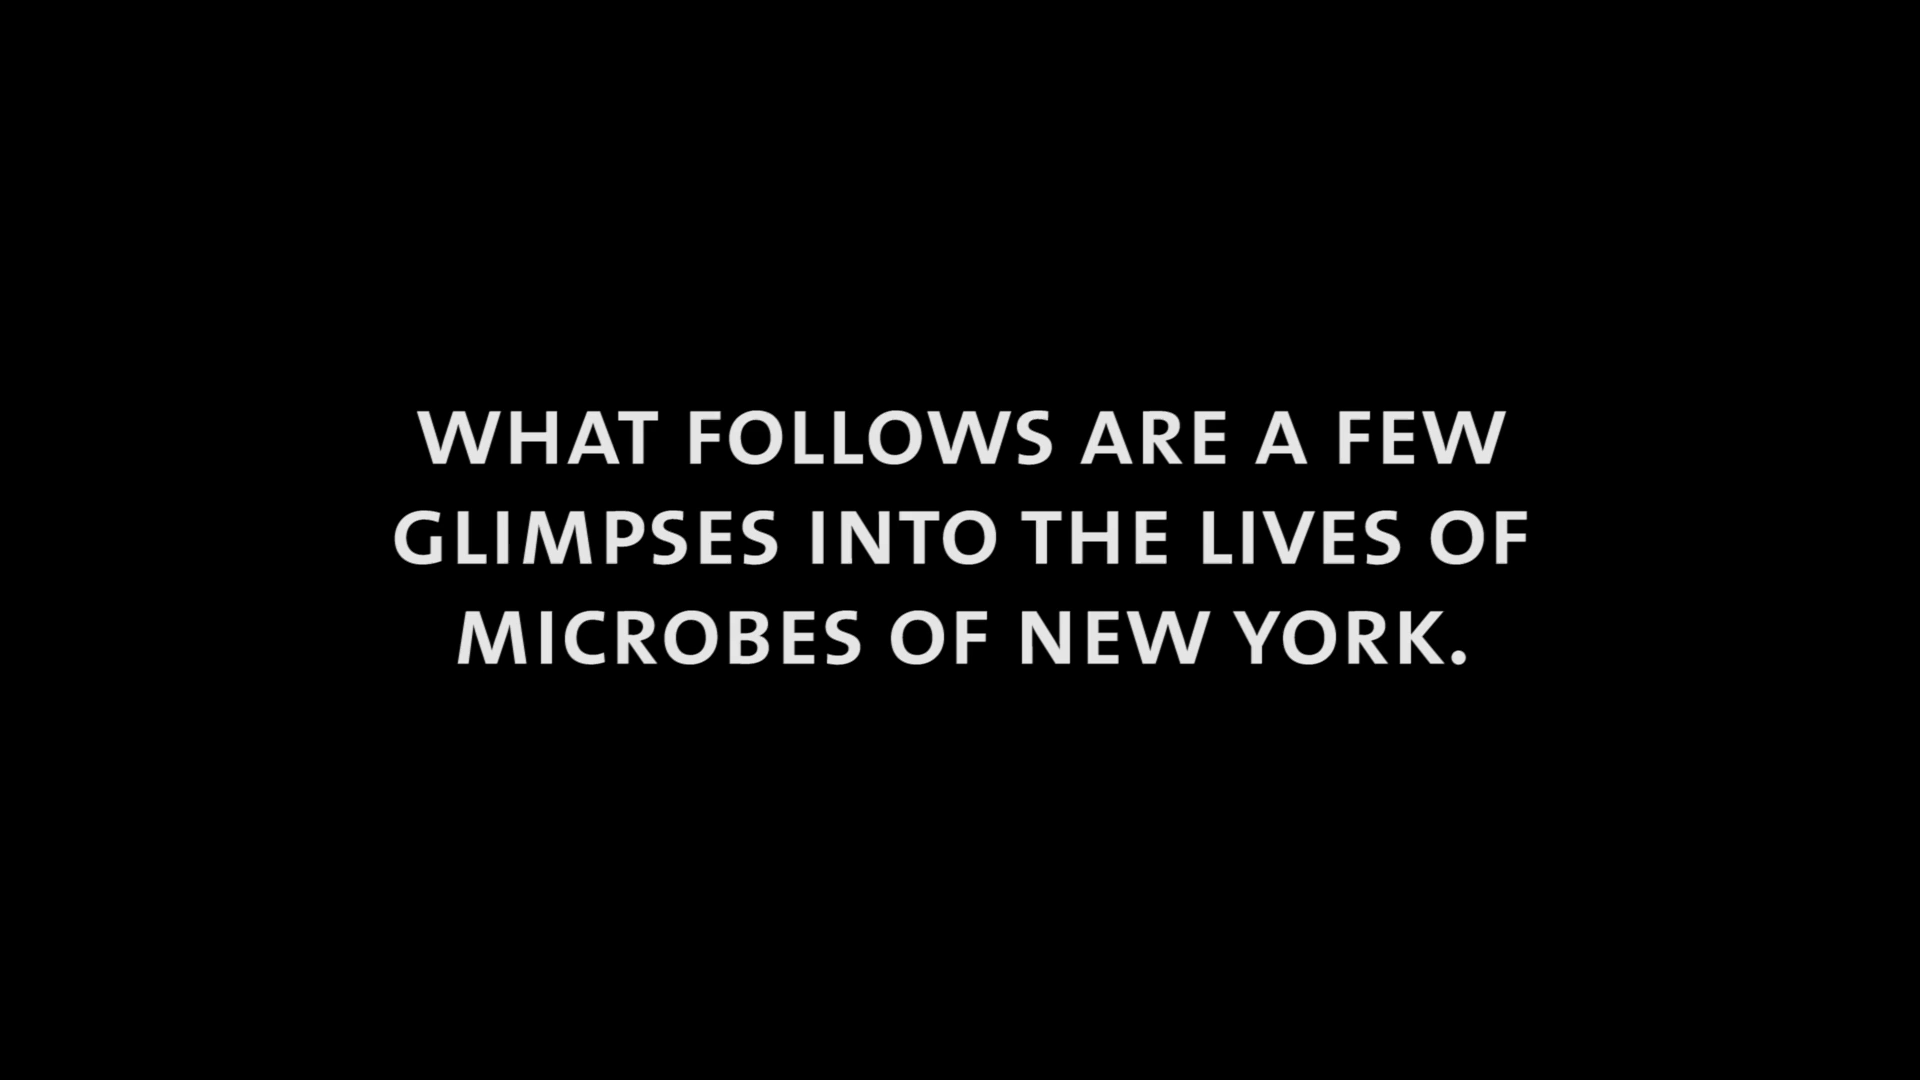 WHAT FOLLOWS ARE A FEW
GLIMPSES INTO THE LIVES OF
MICROBES OF NEW YORK.